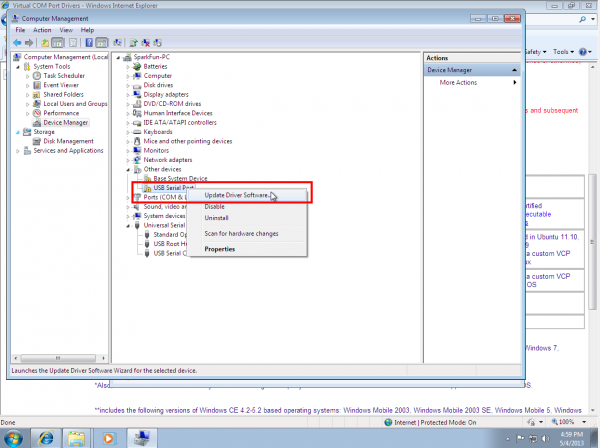 Virtual COM Port Drivers - Windows Internet Explorer
Computer Management
File Action View Help
Computer Management (Local
System Tools
Task Scheduler
Event Viewer
Shared Folders
Local Users and Groups
Performance
Device Manager
Storage
Disk Management
Services and Applications
SparkFun-PC
Batteries
Computer
Disk drives
Display adapters
DVD/CD-ROM drives
Human Interface Devices
IDE ATA/ATAPI controllers
Keyboards
Mice and other pointing devices
Monitors
Network adapters
Other devices
Base System Device
USB Serial Port
Ports (COM & L
Sound, video an
System devices
Universal Serial
Standard Op
USB Root H
USB Serial C
Update Driver Software...
Disable
Uninstall
Scan for hardware changes
Properties
Actions
Device Manager
More Actions
Safety Tools
and subsequent
rtified
ecutable
d in Ubuntu 11.10.
a custom VCP
a custom VCP
OS
Windows 7.
Launches the Update Driver Software Wizard for the selected device.
*Also
OS
**includes the following versions of Windows CE 4.2-5.2 based operating systems: Windows Mobile 2003, Windows Mobile 2003 SE, Windows Mobile 5, Windows
Done
Internet | Protected Mode: On
100%
4:59 PM
5/4/2013